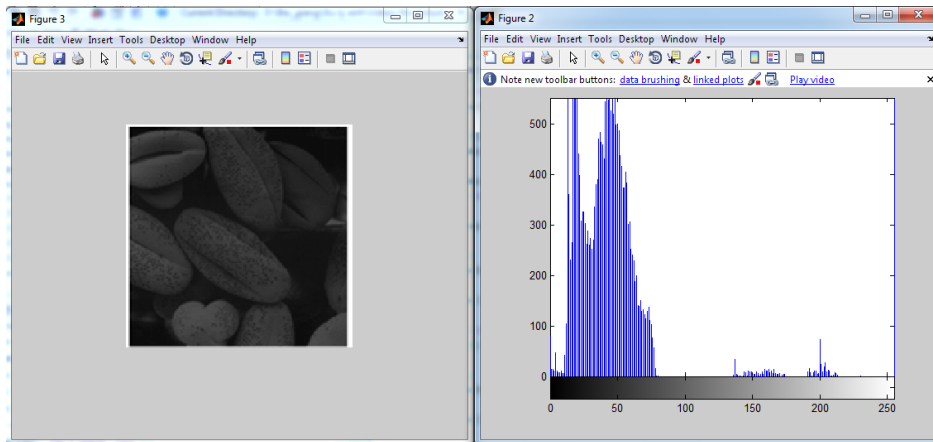 Figure 3
File Edit View Insert Tools Desktop Window Help
Figure 2
File Edit View Insert Tools Desktop Window Help
Note new toolbar buttons: data brushing & linked plots Play video
500
400
300
200
100
0
0 50 100 150 200 250